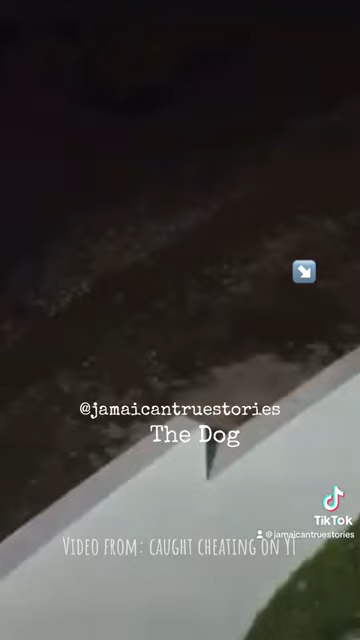 @jamaicantruestories
The Dog
TikTok
@jamaicantruestories
VIDEO FROM: CAUGHT CHEATING ON YT